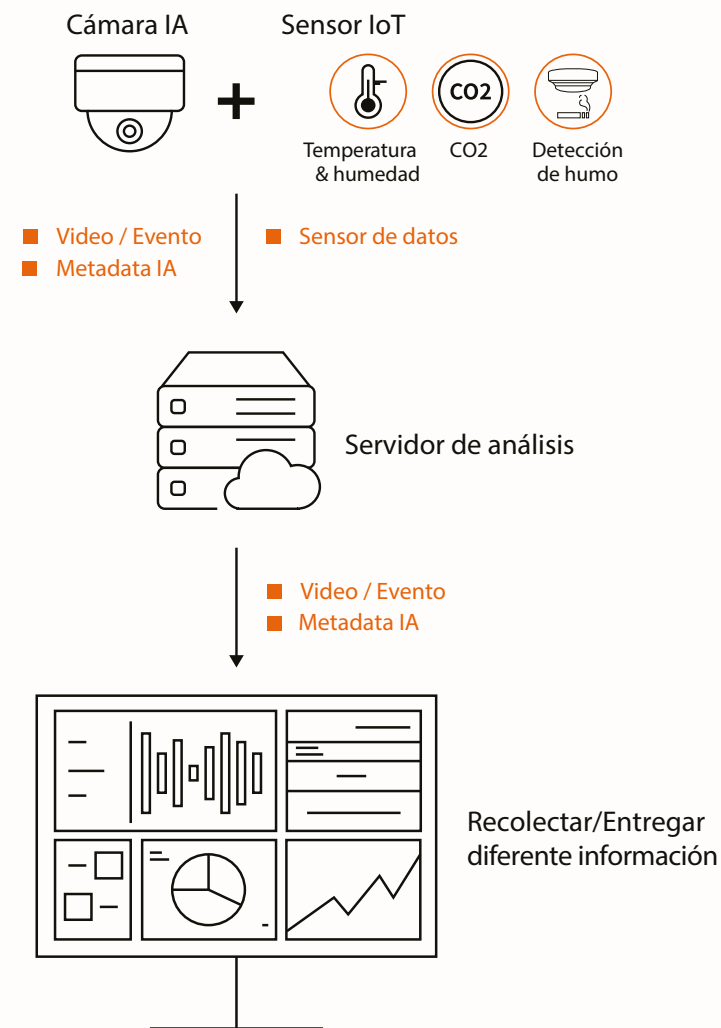 Cámara IA
Sensor IoT
CO2
Temperatura
& humedad
CO2
Detección
de humo
Video / Evento
Metadata IA
Sensor de datos
Servidor de análisis
Video / Evento
Metadata IA
Recolectar/Entregar
diferente información